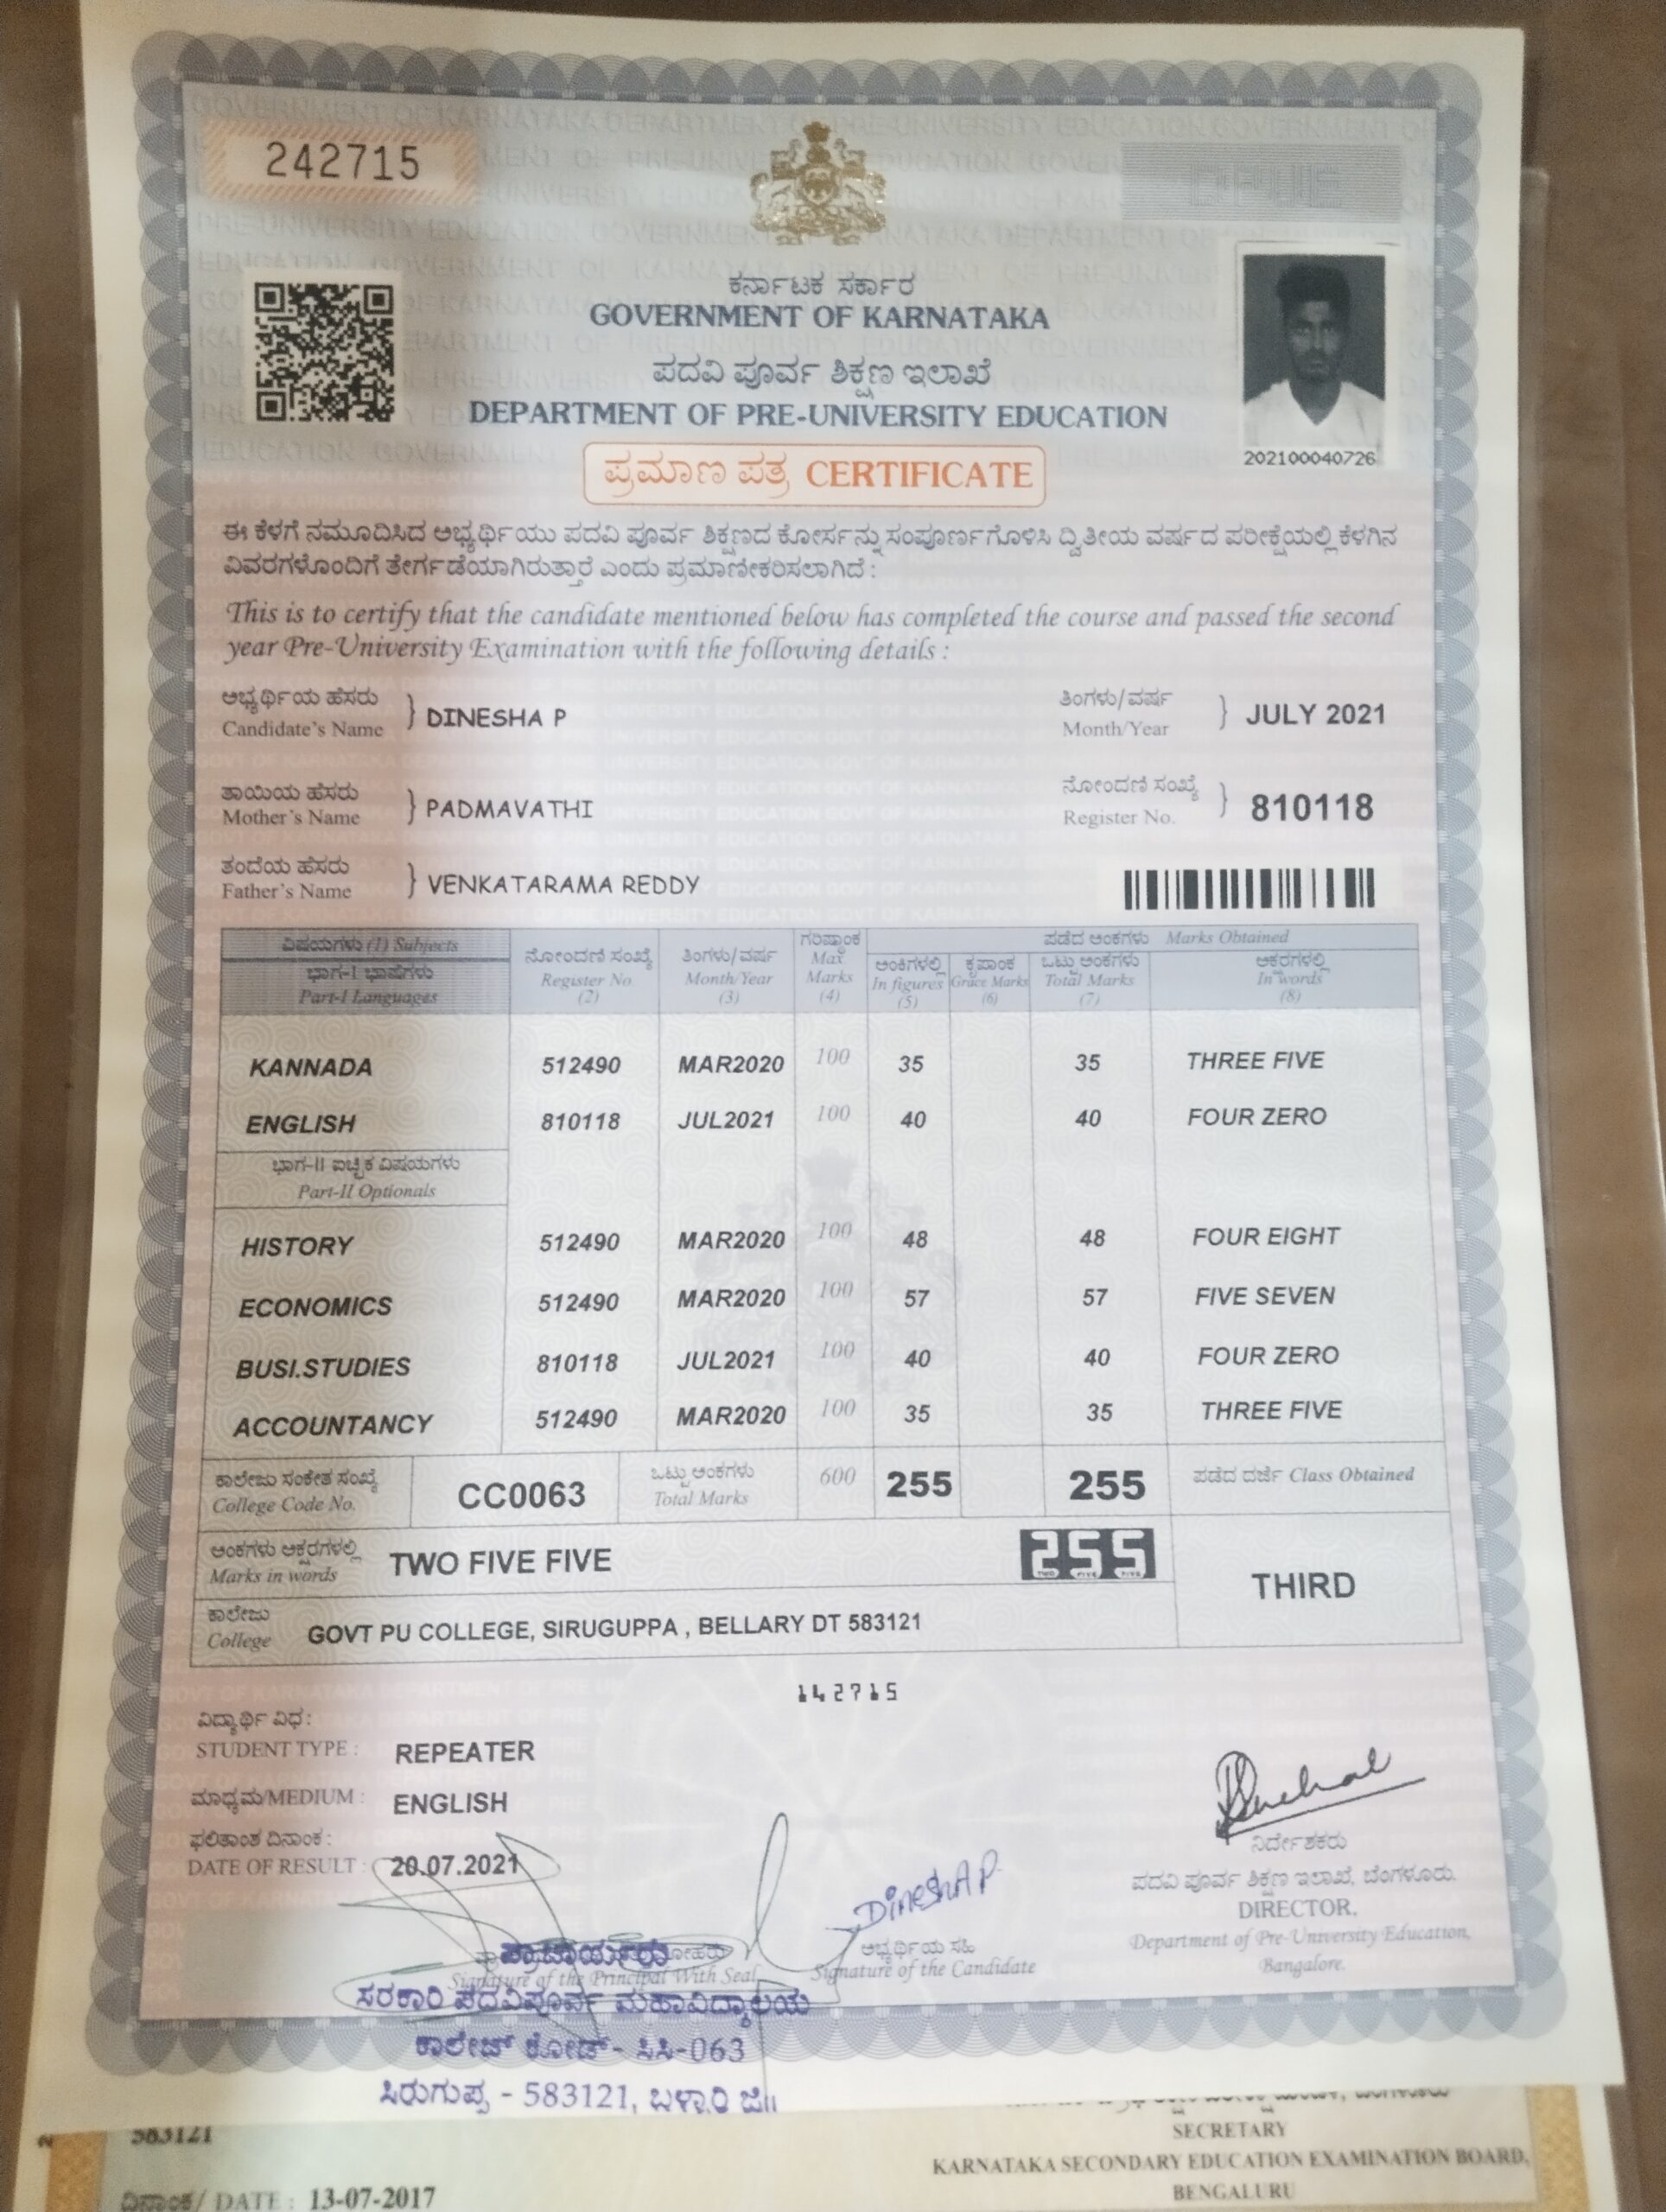 242715
ಕರ್ನಾಟಕ ಸರ್ಕಾರ
GOVERNMENT OF KARNATAKA
ಪದವಿ ಪೂರ್ವ ಶಿಕ್ಷಣ ಇಲಾಖೆ
DEPARTMENT OF PRE-UNIVERSITY EDUCATION
ಪ್ರಮಾಣ ಪತ್ರ CERTIFICATE
202100040726
ಈ ಕೆಳಗೆ ನಮೂದಿಸಿದ ಅಭ್ಯರ್ಥಿಯು ಪದವಿ ಪೂರ್ವ ಶಿಕ್ಷಣದ ಕೋರ್ಸನ್ನು ಸಂಪೂರ್ಣಗೊಳಿಸಿ ದ್ವಿತೀಯ ವರ್ಷದ ಪರೀಕ್ಷೆಯಲ್ಲಿ ಕೆಳಗಿನ
ವಿವರಗಳೊಂದಿಗೆ ತೇರ್ಗಡೆಯಾಗಿರುತ್ತಾರೆ ಎಂದು ಪ್ರಮಾಣೀಕರಿಸಲಾಗಿದೆ :
This is to certify that the candidate mentioned below has completed the course and passed the second
year Pre-University Examination with the following details :
ಅಭ್ಯರ್ಥಿಯ ಹೆಸರು
Candidate's Name } DINESHA P
ತಿಂಗಳು/ವರ್ಷ
Month/Year } JULY 2021
ತಾಯಿಯ ಹೆಸರು
Mother's Name } PADMAVATHI
ನೋಂದಣಿ ಸಂಖ್ಯೆ
Register No. } 810118
ತಂದೆಯ ಹೆಸರು
Father's Name } VENKATARAMA REDDY
ವಿಷಯಗಳು (1) Subjects
ಭಾಗ-I ಭಾಷೆಗಳು
Part-I Languages
ನೋಂದಣಿ ಸಂಖ್ಯೆ
Register No
(2)
ತಿಂಗಳು/ವರ್ಷ
Month/Year
(3)
ಗರಿಷ್ಠಾಂಕ
Max
Marks
(4)
ಪಡೆದ ಅಂಕಗಳು Marks Obtained
ಅಂಕಿಗಳಲ್ಲಿ
In figures
(5)
ಕೃಪಾಂಕ
Grace Marks
(6)
ಒಟ್ಟು ಅಂಕಗಳು
Total Marks
(7)
ಅಕ್ಷರಗಳಲ್ಲಿ
In words
(8)
KANNADA 512490 MAR2020 100 35 35 THREE FIVE
ENGLISH 810118 JUL2021 100 40 40 FOUR ZERO
ಭಾಗ-II ಐಚ್ಛಿಕ ವಿಷಯಗಳು
Part-II Optionals
HISTORY 512490 MAR2020 100 48 48 FOUR EIGHT
ECONOMICS 512490 MAR2020 100 57 57 FIVE SEVEN
BUSI.STUDIES 810118 JUL2021 100 40 40 FOUR ZERO
ACCOUNTANCY 512490 MAR2020 100 35 35 THREE FIVE
ಕಾಲೇಜು ಸಂಕೇತ ಸಂಖ್ಯೆ
College Code No. CC0063
ಒಟ್ಟು ಅಂಕಗಳು
Total Marks 600 255 255
ಪಡೆದ ದರ್ಜೆ Class Obtained
ಅಂಕಗಳು ಅಕ್ಷರಗಳಲ್ಲಿ
Marks in words TWO FIVE FIVE
255
TWO FIVE FIVE
THIRD
ಕಾಲೇಜು
College GOVT PU COLLEGE, SIRUGUPPA , BELLARY DT 583121
142715
ವಿದ್ಯಾರ್ಥಿ ವಿಧ :
STUDENT TYPE : REPEATER
ಮಾಧ್ಯಮ/MEDIUM : ENGLISH
ಫಲಿತಾಂಶ ದಿನಾಂಕ :
DATE OF RESULT : 20.07.2021
DineshA P
ನಿರ್ದೇಶಕರು
ಪದವಿ ಪೂರ್ವ ಶಿಕ್ಷಣ ಇಲಾಖೆ, ಬೆಂಗಳೂರು.
DIRECTOR,
Department of Pre-University Education,
Bangalore.
ಅಭ್ಯರ್ಥಿಯ ಸಹಿ
Signature of the Candidate
ಪ್ರಾಚಾರ್ಯರು
Signature of the Principal With Seal
ಸರಕಾರಿ ಪದವಿಪೂರ್ವ ಮಹಾವಿದ್ಯಾಲಯ
ಕಾಲೇಜ್ ಕೋಡ್ - ಸಿಸಿ-063
ಸಿರುಗುಪ್ಪ - 583121, ಬಳ್ಳಾರಿ ಜಿ||
583121
SECRETARY
KARNATAKA SECONDARY EDUCATION EXAMINATION BOARD,
BENGALURU
ದಿನಾಂಕ/ DATE : 13-07-2017